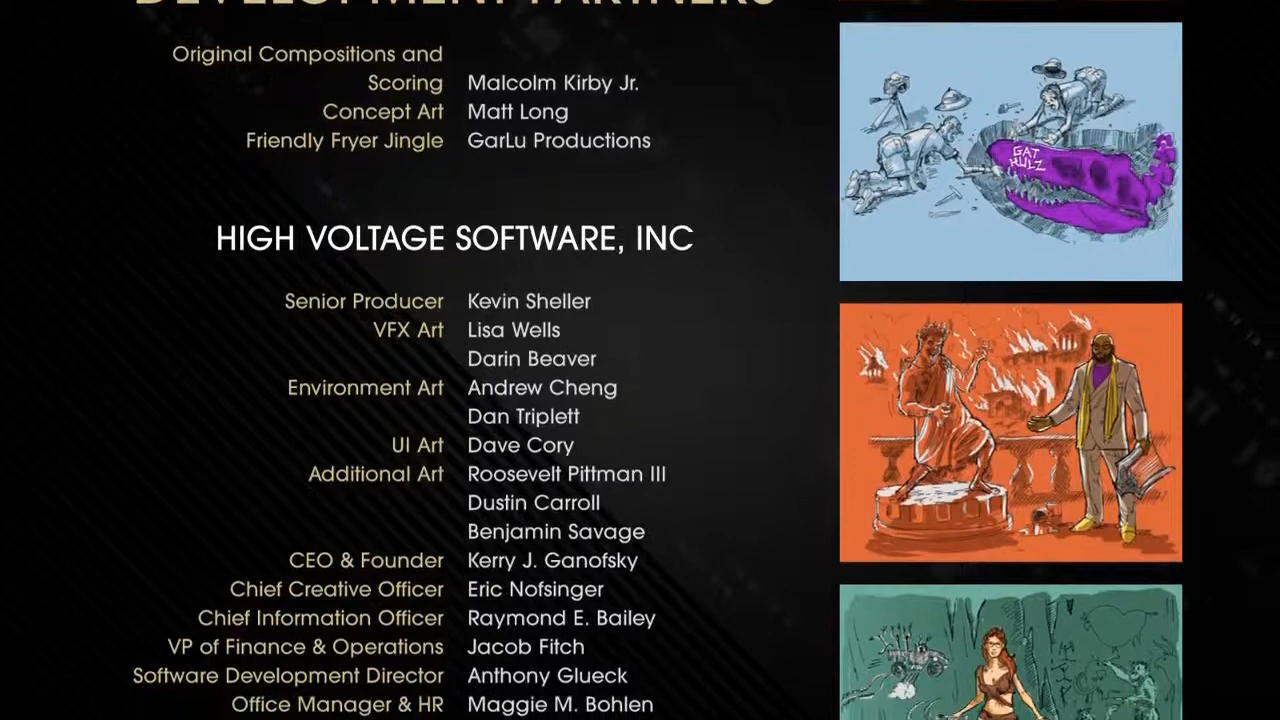 DEVELOPMENT PARTNERS
Original Compositions and
Scoring Malcolm Kirby Jr.
Concept Art Matt Long
Friendly Fryer Jingle GarLu Productions
HIGH VOLTAGE SOFTWARE, INC
Senior Producer Kevin Sheller
VFX Art Lisa Wells
Darin Beaver
Environment Art Andrew Cheng
Dan Triplett
UI Art Dave Cory
Additional Art Roosevelt Pittman III
Dustin Carroll
Benjamin Savage
CEO & Founder Kerry J. Ganofsky
Chief Creative Officer Eric Nofsinger
Chief Information Officer Raymond E. Bailey
VP of Finance & Operations Jacob Fitch
Software Development Director Anthony Glueck
Office Manager & HR Maggie M. Bohlen
GAT
HULZ